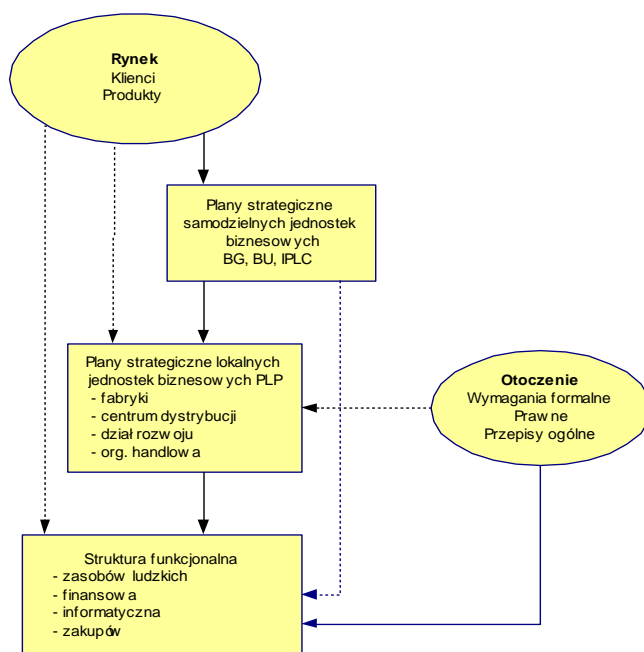 Rynek
Klienci
Produkty
Plany strategiczne
samodzielnych jednostek
biznesowych
BG, BU, IPLC
Plany strategiczne lokalnych
jednostek biznesowych PLP
- fabryki
- centrum dystrybucji
- dział rozwoju
- org. handlowa
Otoczenie
Wymagania formalne
Prawne
Przepisy ogólne
Struktura funkcjonalna
- zasobów ludzkich
- finansowa
- informatyczna
- zakupów